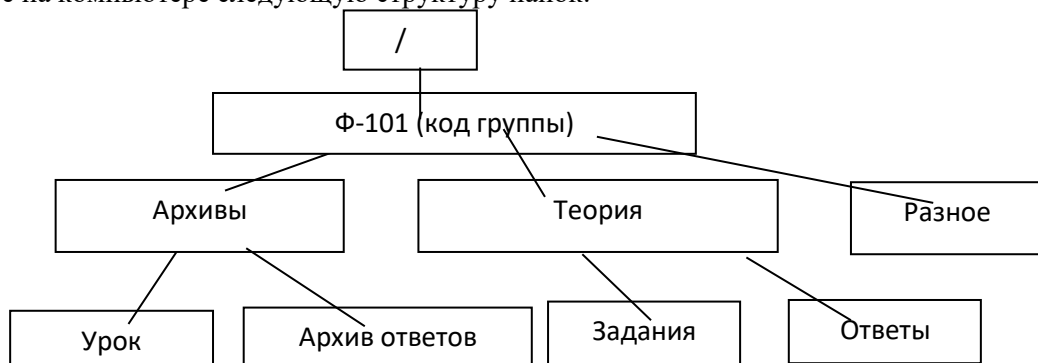 на компьютере следующую структуру папок:
/
Ф-101 (код группы)
Архивы
Теория
Разное
Урок
Архив ответов
Задания
Ответы